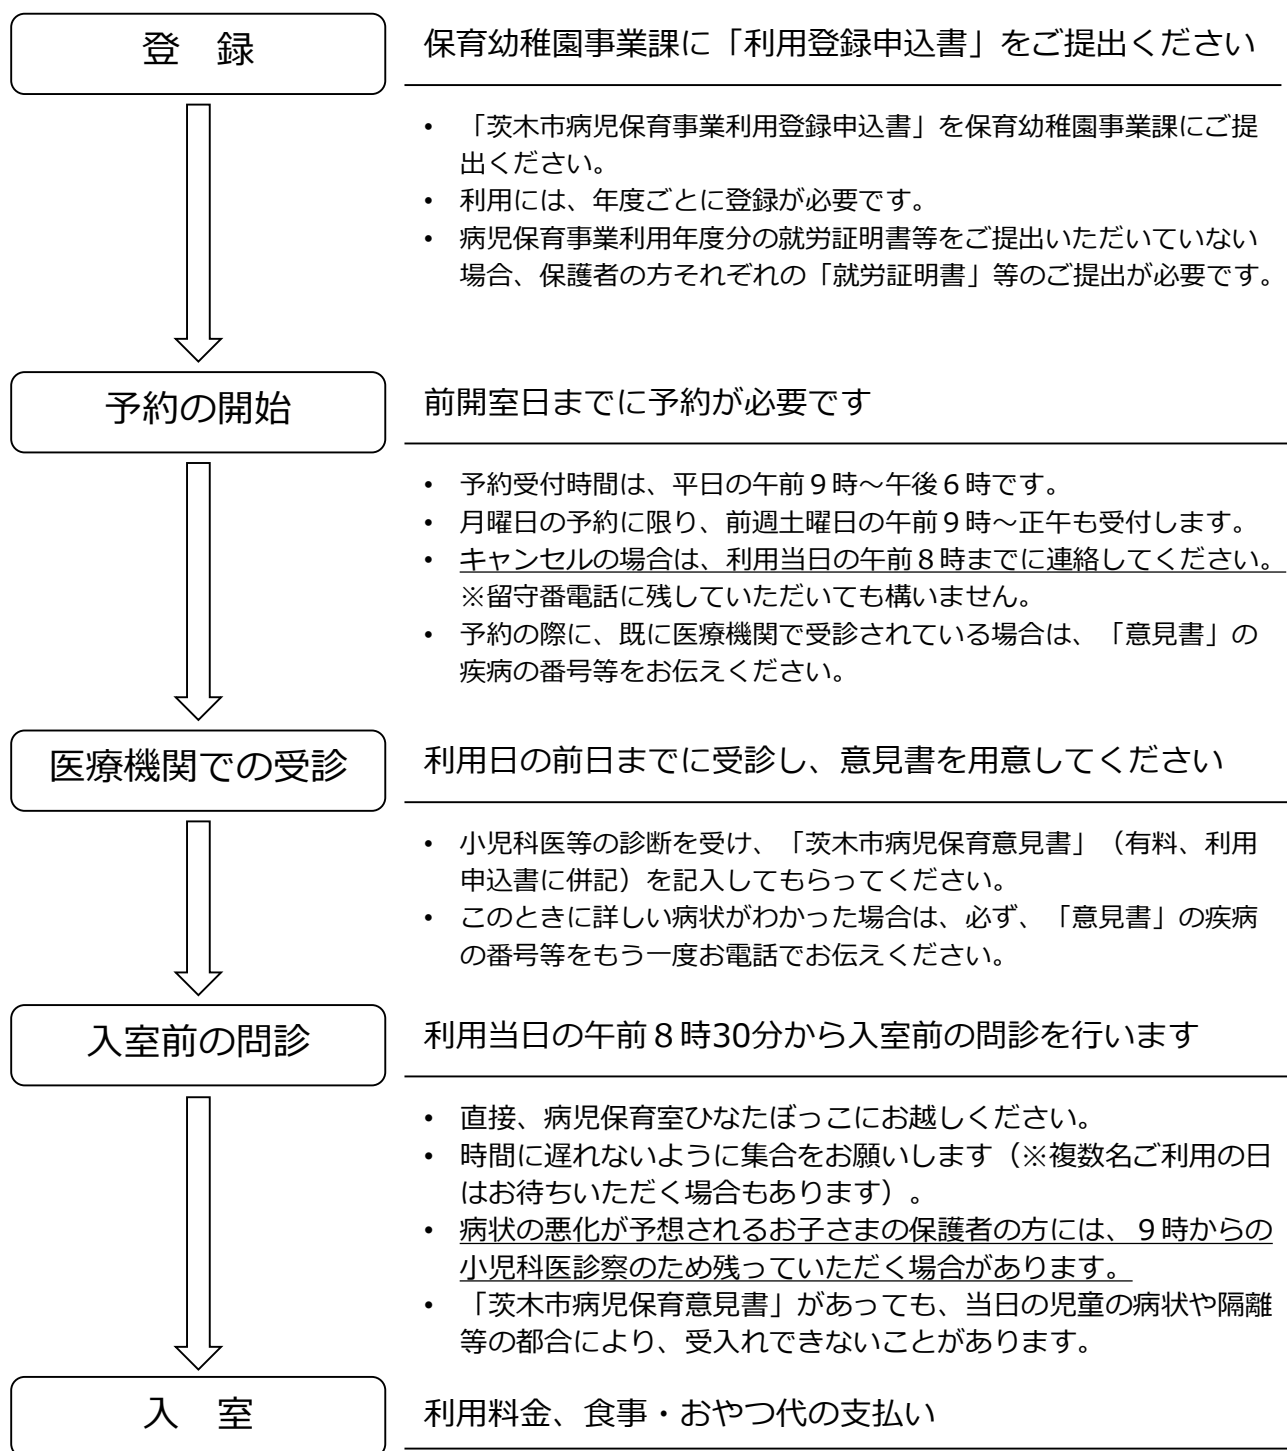 登　録
保育幼稚園事業課に「利用登録申込書」をご提出ください
• 「茨木市病児保育事業利用登録申込書」を保育幼稚園事業課にご提
出ください。
• 利用には、年度ごとに登録が必要です。
• 病児保育事業利用年度分の就労証明書等をご提出いただいていない
場合、保護者の方それぞれの「就労証明書」等のご提出が必要です。
予約の開始
前開室日までに予約が必要です
• 予約受付時間は、平日の午前９時～午後６時です。
• 月曜日の予約に限り、前週土曜日の午前９時～正午も受付します。
• キャンセルの場合は、利用当日の午前８時までに連絡してください。
※留守番電話に残していただいても構いません。
• 予約の際に、既に医療機関で受診されている場合は、「意見書」の
疾病の番号等をお伝えください。
医療機関での受診
利用日の前日までに受診し、意見書を用意してください
• 小児科医等の診断を受け、「茨木市病児保育意見書」（有料、利用
申込書に併記）を記入してもらってください。
• このときに詳しい病状がわかった場合は、必ず、「意見書」の疾病
の番号等をもう一度お電話でお伝えください。
入室前の問診
利用当日の午前８時30分から入室前の問診を行います
• 直接、病児保育室ひなたぼっこにお越しください。
• 時間に遅れないように集合をお願いします（※複数名ご利用の日
はお待ちいただく場合もあります）。
• 病状の悪化が予想されるお子さまの保護者の方には、９時からの
小児科医診察のため残っていただく場合があります。
• 「茨木市病児保育意見書」があっても、当日の児童の病状や隔離
等の都合により、受入れできないことがあります。
入　室
利用料金、食事・おやつ代の支払い